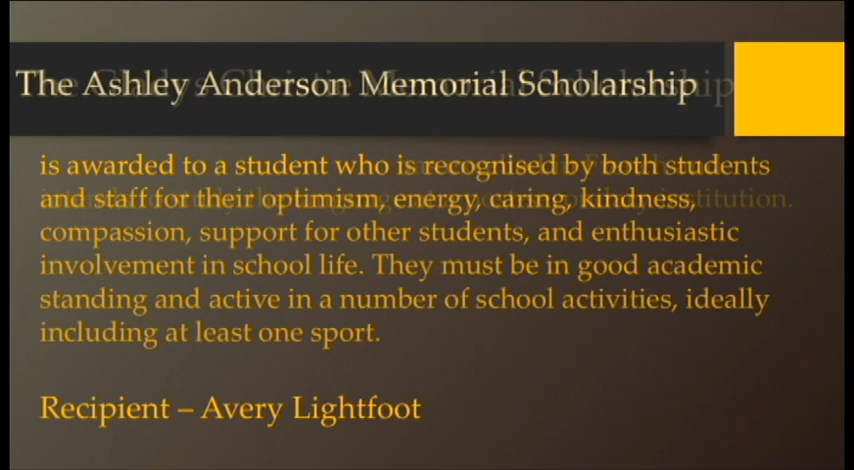 The Ashley Anderson Memorial Scholarship
is awarded to a student who is recognised by both students
and staff for their optimism, energy, caring, kindness,
compassion, support for other students, and enthusiastic
involvement in school life. They must be in good academic
standing and active in a number of school activities, ideally
including at least one sport.
Recipient – Avery Lightfoot